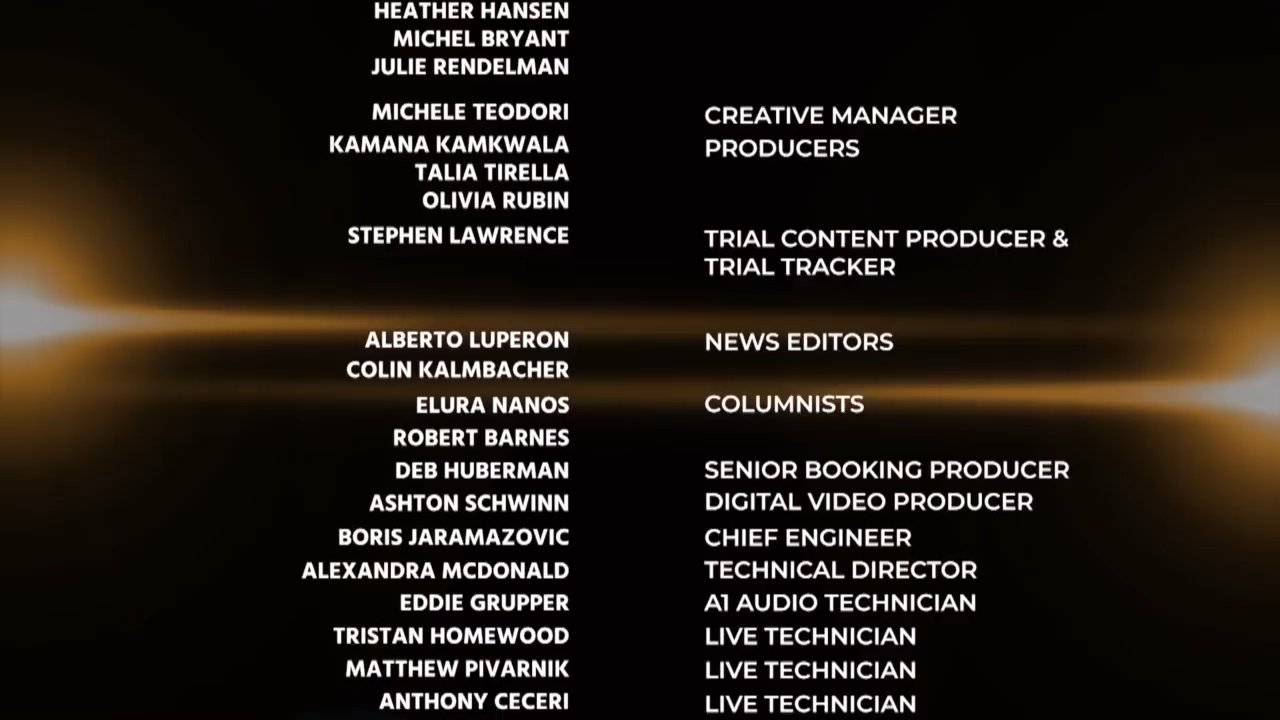 HEATHER HANSEN
MICHEL BRYANT
JULIE RENDELMAN
MICHELE TEODORI CREATIVE MANAGER
KAMANA KAMKWALA PRODUCERS
TALIA TIRELLA
OLIVIA RUBIN
STEPHEN LAWRENCE TRIAL CONTENT PRODUCER &
TRIAL TRACKER
ALBERTO LUPERON NEWS EDITORS
COLIN KALMBACHER
ELURA NANOS COLUMNISTS
ROBERT BARNES
DEB HUBERMAN SENIOR BOOKING PRODUCER
ASHTON SCHWINN DIGITAL VIDEO PRODUCER
BORIS JARAMAZOVIC CHIEF ENGINEER
ALEXANDRA MCDONALD TECHNICAL DIRECTOR
EDDIE GRUPPER A1 AUDIO TECHNICIAN
TRISTAN HOMEWOOD LIVE TECHNICIAN
MATTHEW PIVARNIK LIVE TECHNICIAN
ANTHONY CECERI LIVE TECHNICIAN